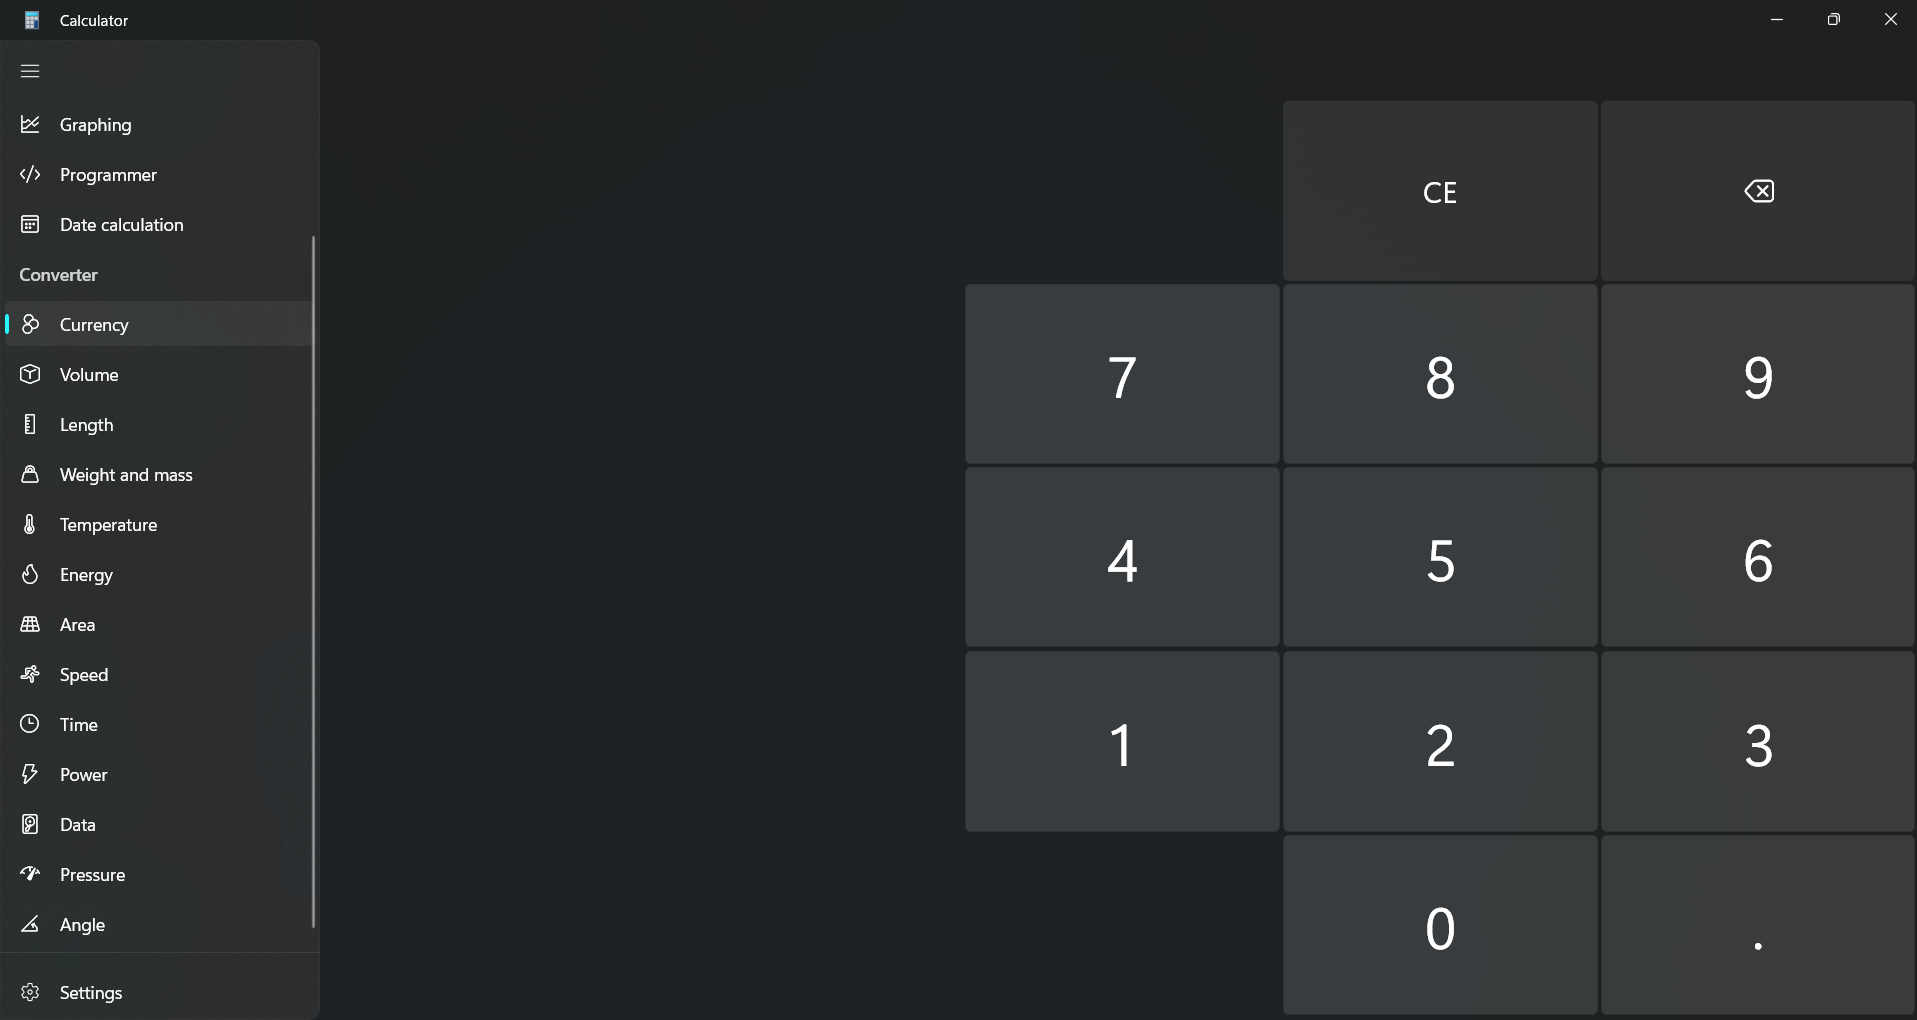 Calculator
Graphing
Programmer
Date calculation
Converter
Currency
Volume
Length
Weight and mass
Temperature
Energy
Area
Speed
Time
Power
Data
Pressure
Angle
Settings
CE
7 8 9
4 5 6
1 2 3
0 .